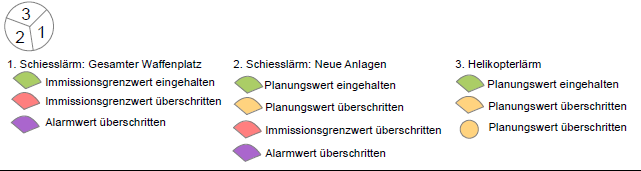 3
2 1
1. Schiesslärm: Gesamter Waffenplatz
Immissionsgrenzwert eingehalten
Immissionsgrenzwert überschritten
Alarmwert überschritten
2. Schiesslärm: Neue Anlagen
Planungswert eingehalten
Planungswert überschritten
Immissionsgrenzwert überschritten
Alarmwert überschritten
3. Helikopterlärm
Planungswert eingehalten
Planungswert überschritten
Planungswert überschritten